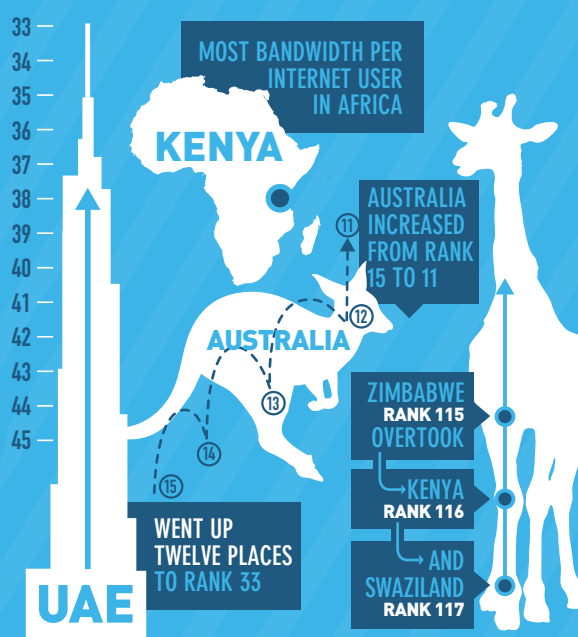 33
34
35
36
37
38
39
40
41
42
43
44
45
MOST BANDWIDTH PER
INTERNET USER
IN AFRICA
KENYA
AUSTRALIA
INCREASED
FROM RANK
15 TO 11
11
12
AUSTRALIA
13
14
15
ZIMBABWE
RANK 115
OVERTOOK
KENYA
RANK 116
AND
SWAZILAND
RANK 117
WENT UP
TWELVE PLACES
TO RANK 33
UAE